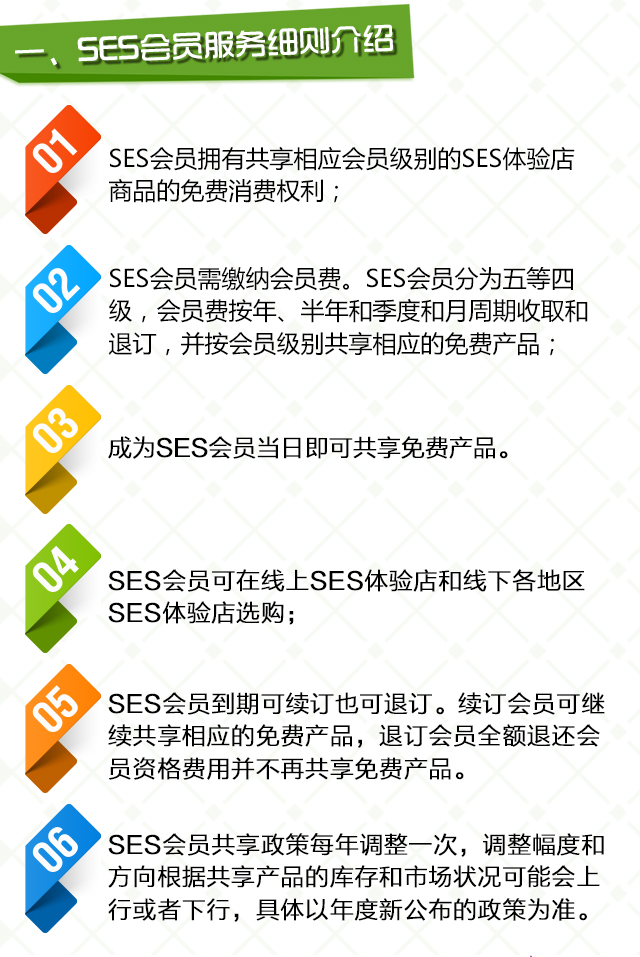 一、SES会员服务细则介绍
01
SES会员拥有共享相应会员级别的SES体验店
商品的免费消费权利；
02
SES会员需缴纳会员费。SES会员分为五等四
级，会员费按年、半年和季度和月周期收取和
退订，并按会员级别共享相应的免费产品；
03
成为SES会员当日即可共享免费产品。
04
SES会员可在线上SES体验店和线下各地区
SES体验店选购；
05
SES会员到期可续订也可退订。续订会员可继
续共享相应的免费产品，退订会员全额退还会
员资格费用并不再共享免费产品。
06
SES会员共享政策每年调整一次，调整幅度和
方向根据共享产品的库存和市场状况可能会上
行或者下行，具体以年度新公布的政策为准。